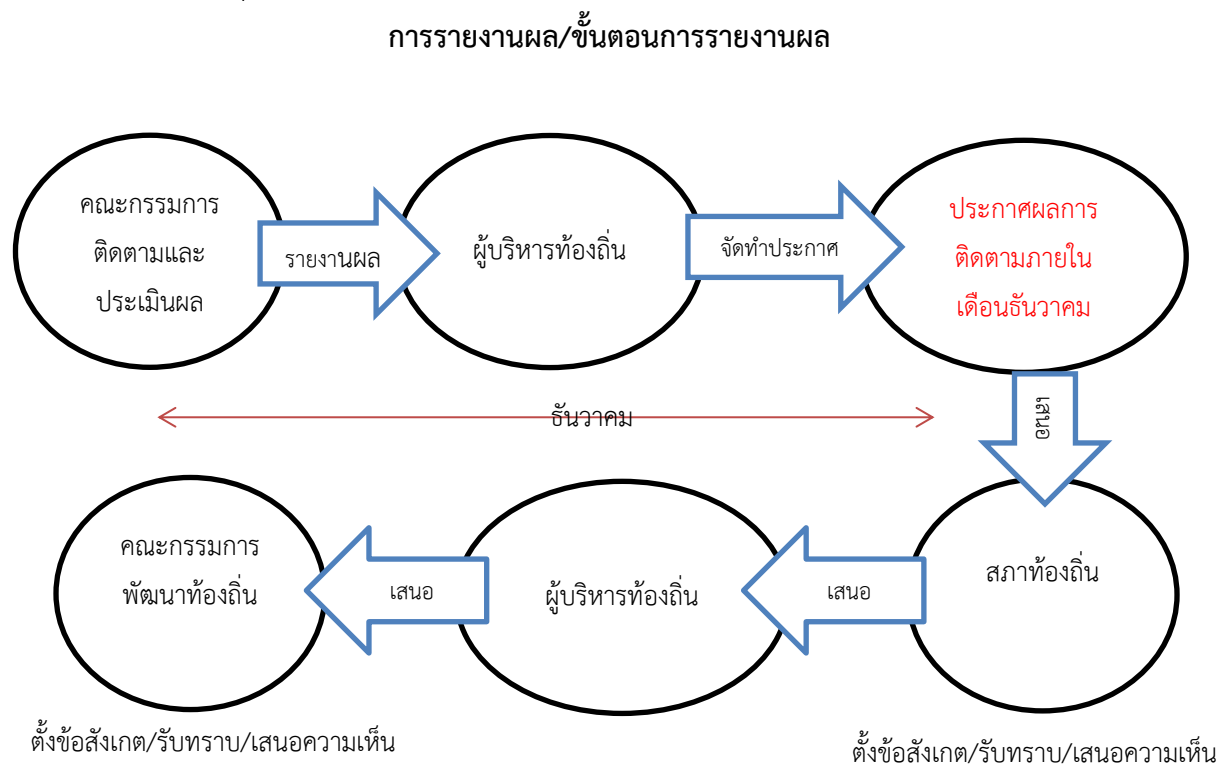 การรายงานผล/ขั้นตอนการรายงานผล
คณะกรรมการ
ติดตามและ
ประเมินผล
รายงานผล
ผู้บริหารท้องถิ่น
จัดทำประกาศ
ประกาศผลการ
ติดตามภายใน
เดือนธันวาคม
ธันวาคม
เสนอ
สภาท้องถิ่น
เสนอ
ผู้บริหารท้องถิ่น
เสนอ
คณะกรรมการ
พัฒนาท้องถิ่น
ตั้งข้อสังเกต/รับทราบ/เสนอความเห็น
ตั้งข้อสังเกต/รับทราบ/เสนอความเห็น